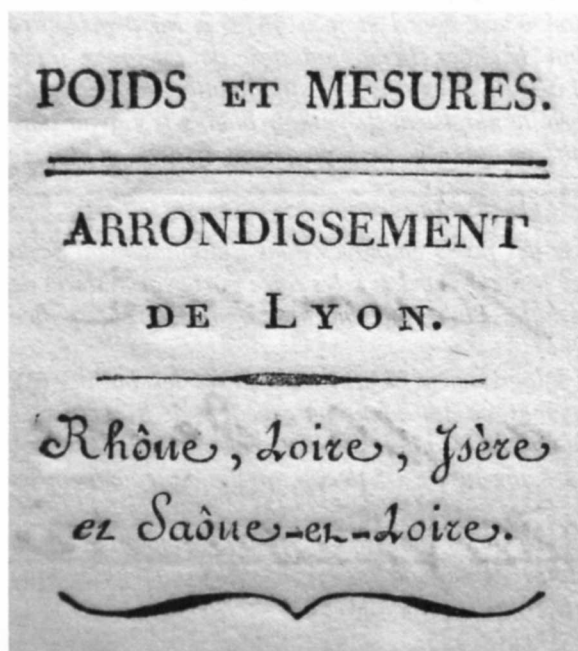 POIDS ET MESURES.
ARRONDISSEMENT
DE LYON.
Rhône, Loire, Isère
et Saône-et-Loire.